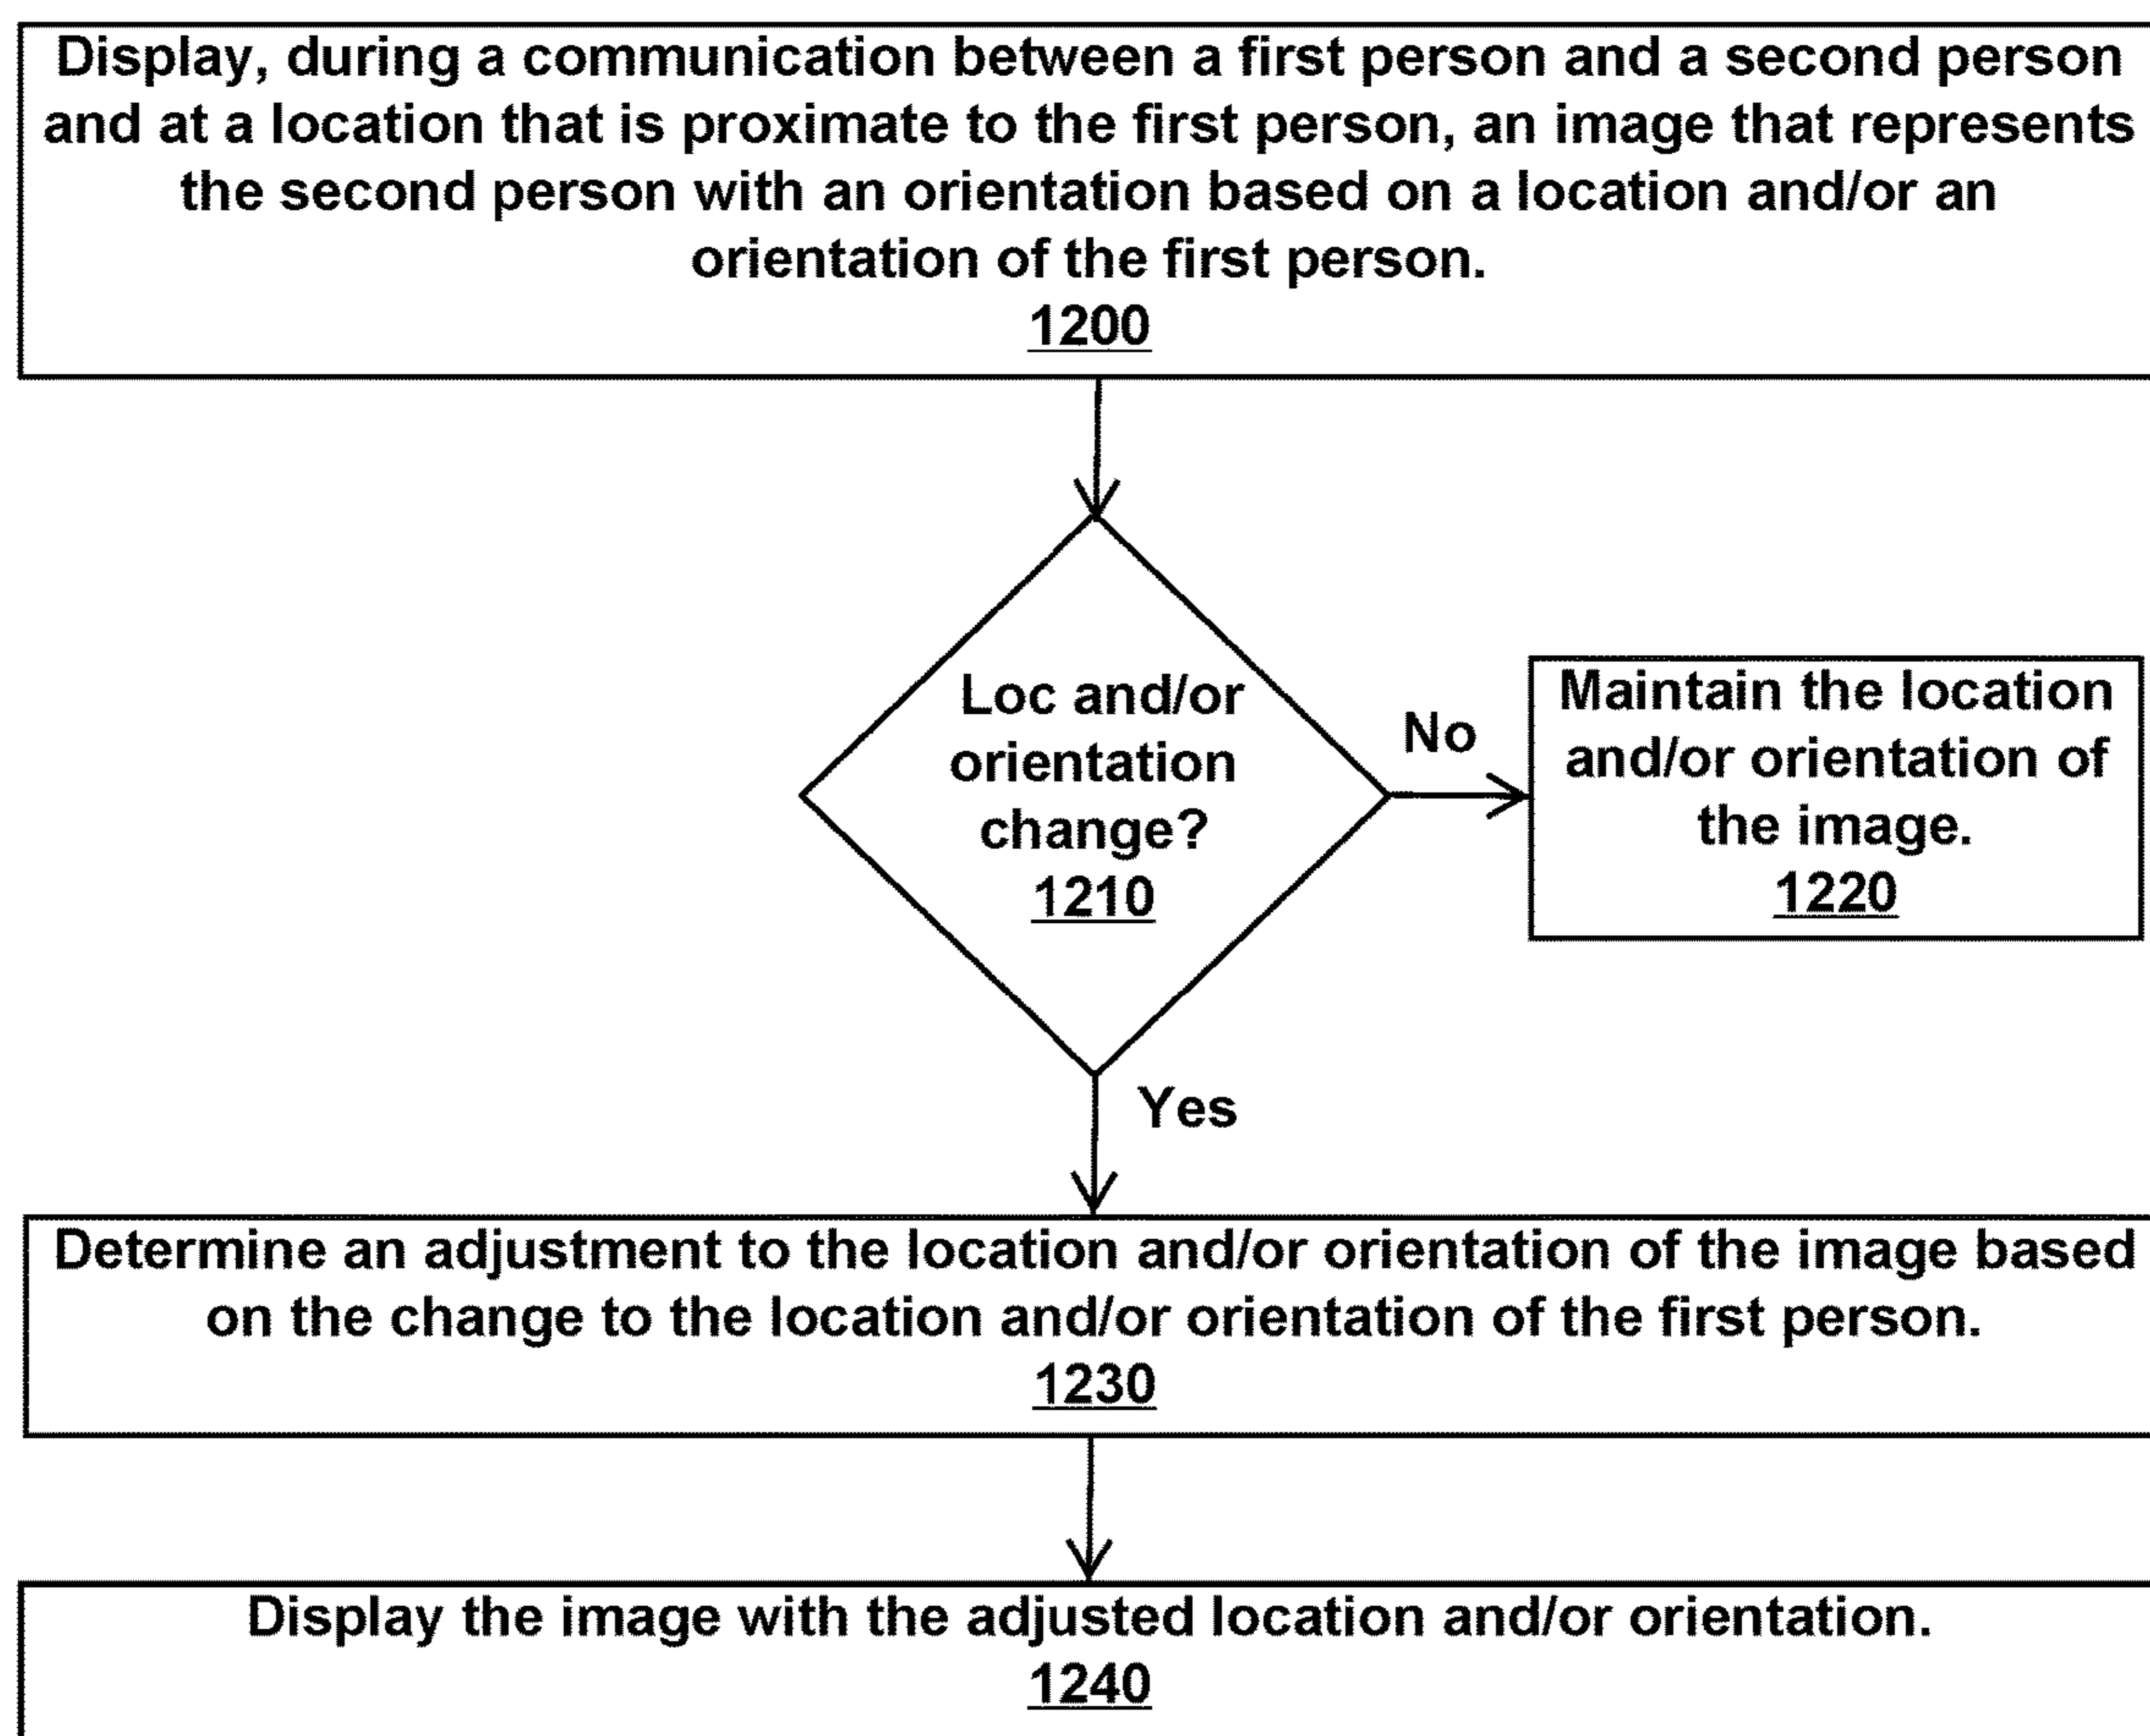 Display, during a communication between a first person and a second person
and at a location that is proximate to the first person, an image that represents
the second person with an orientation based on a location and/or an
orientation of the first person.
1200
Loc and/or
orientation
change?
1210
No
Maintain the location
and/or orientation of
the image.
1220
Yes
Determine an adjustment to the location and/or orientation of the image based
on the change to the location and/or orientation of the first person.
1230
Display the image with the adjusted location and/or orientation.
1240